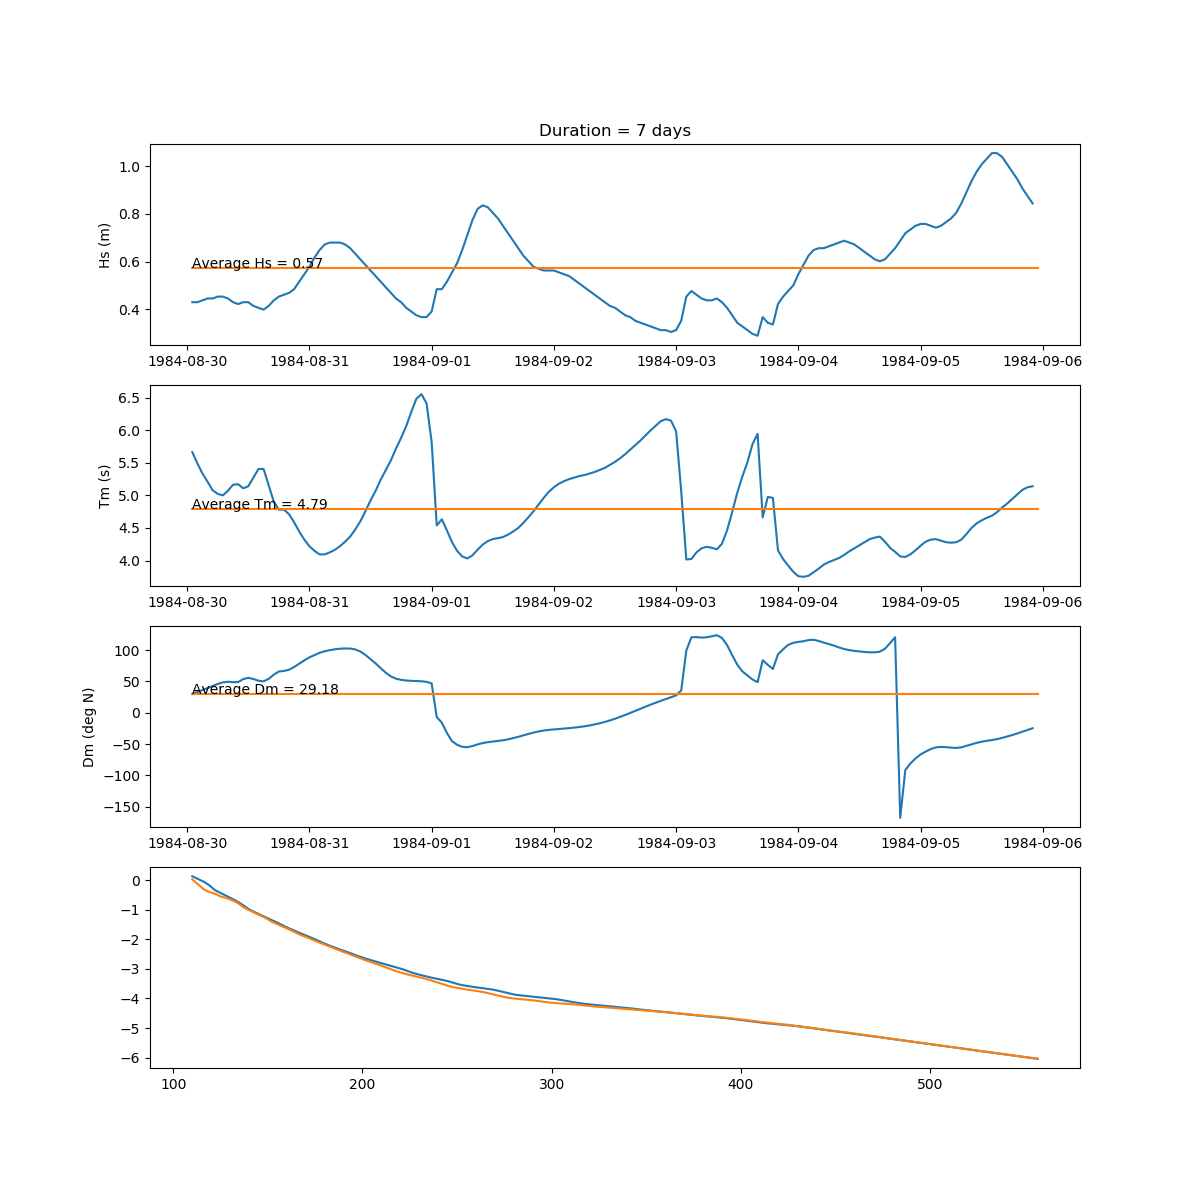 Duration = 7 days
Hs (m)
1.0
0.8
0.6
0.4
Average Hs = 0.57
1984-08-30 1984-08-31 1984-09-01 1984-09-02 1984-09-03 1984-09-04 1984-09-05 1984-09-06
Tm (s)
6.5
6.0
5.5
5.0
4.5
4.0
Average Tm = 4.79
1984-08-30 1984-08-31 1984-09-01 1984-09-02 1984-09-03 1984-09-04 1984-09-05 1984-09-06
Dm (deg N)
100
50
0
−50
−100
−150
Average Dm = 29.18
1984-08-30 1984-08-31 1984-09-01 1984-09-02 1984-09-03 1984-09-04 1984-09-05 1984-09-06
0
−1
−2
−3
−4
−5
−6
100 200 300 400 500